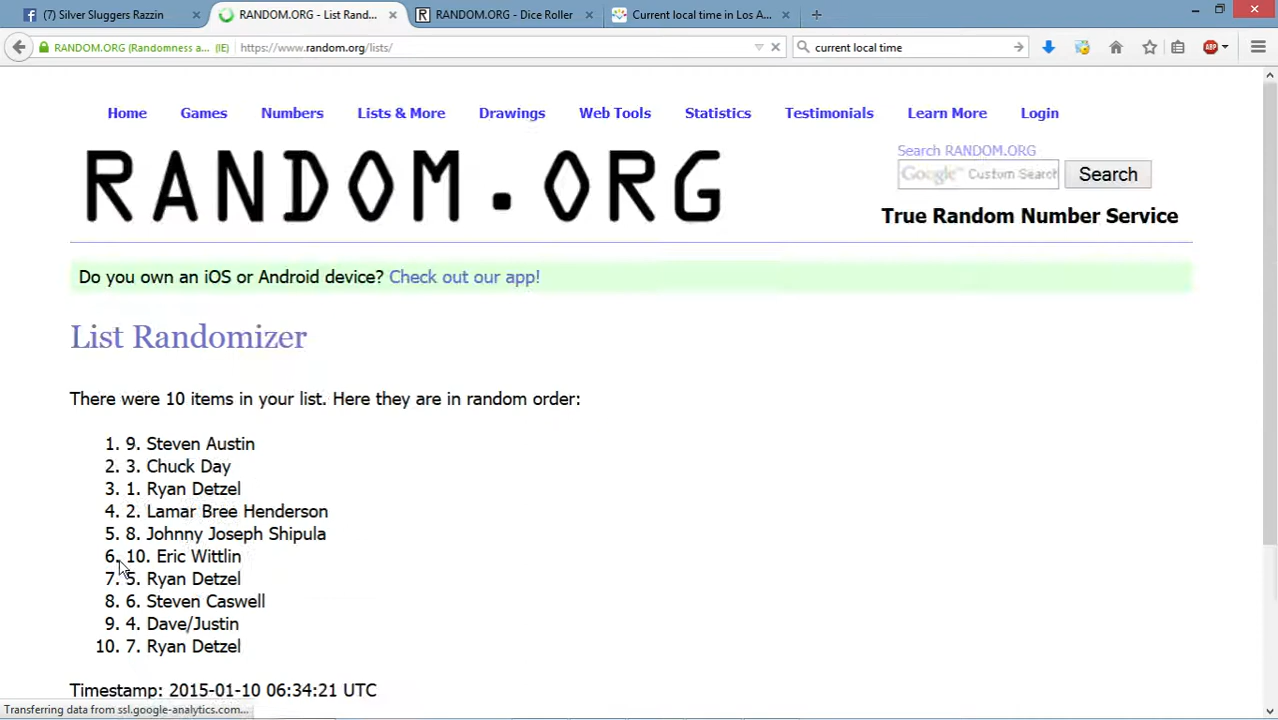 (7) Silver Sluggers Razzin
RANDOM.ORG - List Rand...
RANDOM.ORG - Dice Roller
Current local time in Los A...
RANDOM.ORG (Randomness a... (IE)
https://www.random.org/lists/
current local time
ABP
Home Games Numbers Lists & More Drawings Web Tools Statistics Testimonials Learn More Login
RANDOM.ORG
Search RANDOM.ORG
Google™ Custom Search
Search
True Random Number Service
Do you own an iOS or Android device? Check out our app!
List Randomizer
There were 10 items in your list. Here they are in random order:
1. 9. Steven Austin
2. 3. Chuck Day
3. 1. Ryan Detzel
4. 2. Lamar Bree Henderson
5. 8. Johnny Joseph Shipula
6. 10. Eric Wittlin
7. 5. Ryan Detzel
8. 6. Steven Caswell
9. 4. Dave/Justin
10. 7. Ryan Detzel
Timestamp: 2015-01-10 06:34:21 UTC
Transferring data from ssl.google-analytics.com...